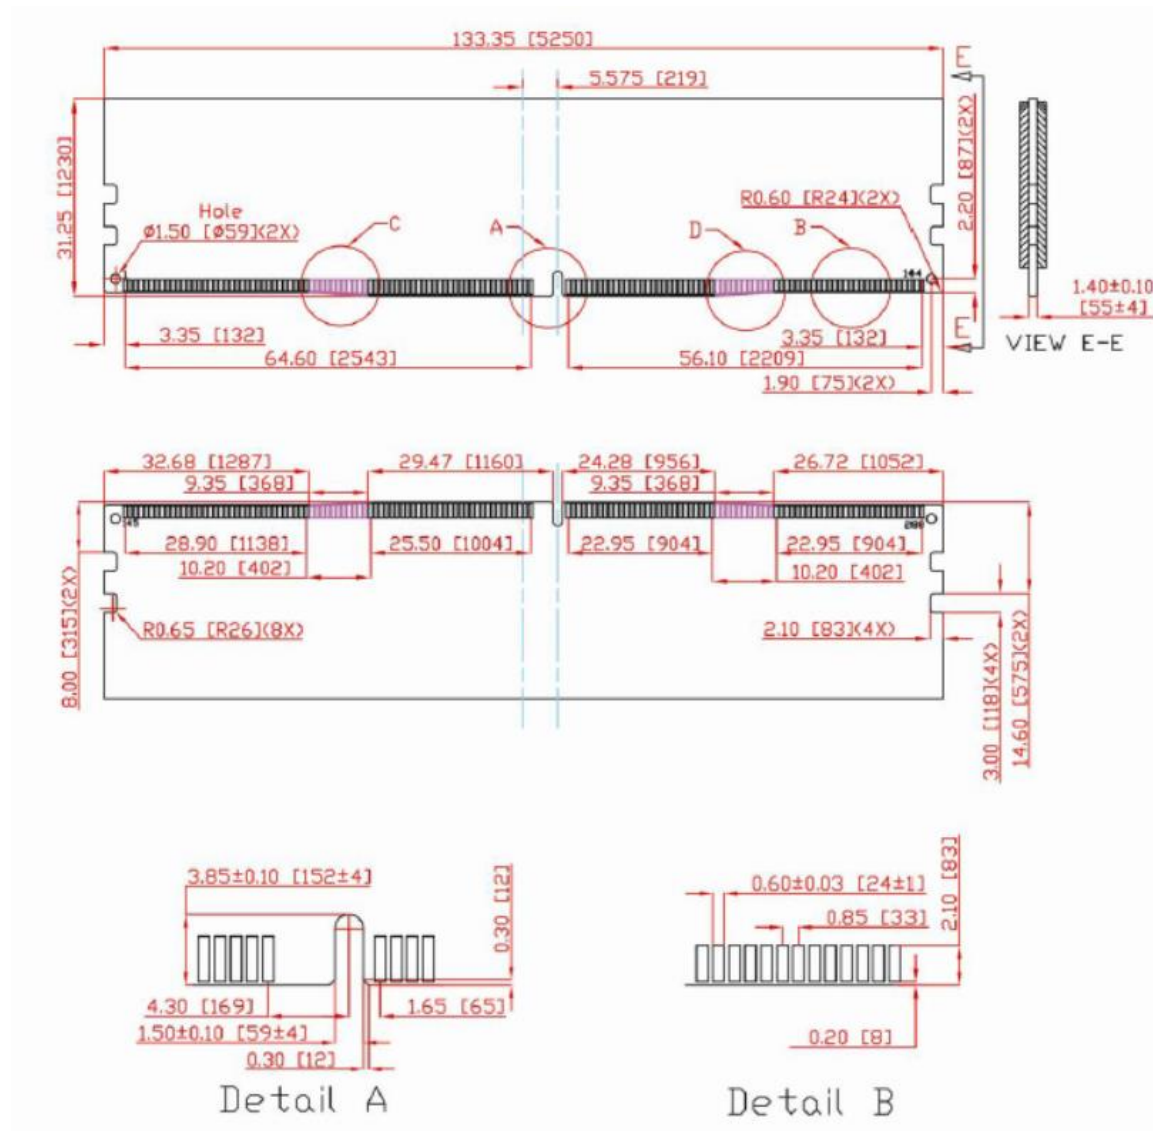 133.35 [5250]
5.575 [219]
E
31.25 [1230]
2.20 [87](2X)
Hole
Ø1.50 [Ø59](2X)
C
A
D
B
R0.60 [R24](2X)
144
1.40±0.10
[55±4]
3.35 [132]
3.35 [132]
E
VIEW E-E
64.60 [2543]
56.10 [2209]
1.90 [75](2X)
32.68 [1287]
29.47 [1160]
24.28 [956]
26.72 [1052]
9.35 [368]
9.35 [368]
145
288
28.90 [1138]
25.50 [1004]
22.95 [904]
22.95 [904]
10.20 [402]
10.20 [402]
8.00 [315](2X)
R0.65 [R26](8X)
2.10 [83](4X)
3.00 [118](4X)
14.60 [575](2X)
3.85±0.10 [152±4]
0.30 [12]
4.30 [169]
1.65 [65]
1.50±0.10 [59±4]
0.30 [12]
Detail A
0.60±0.03 [24±1]
0.85 [33]
2.10 [83]
0.20 [8]
Detail B